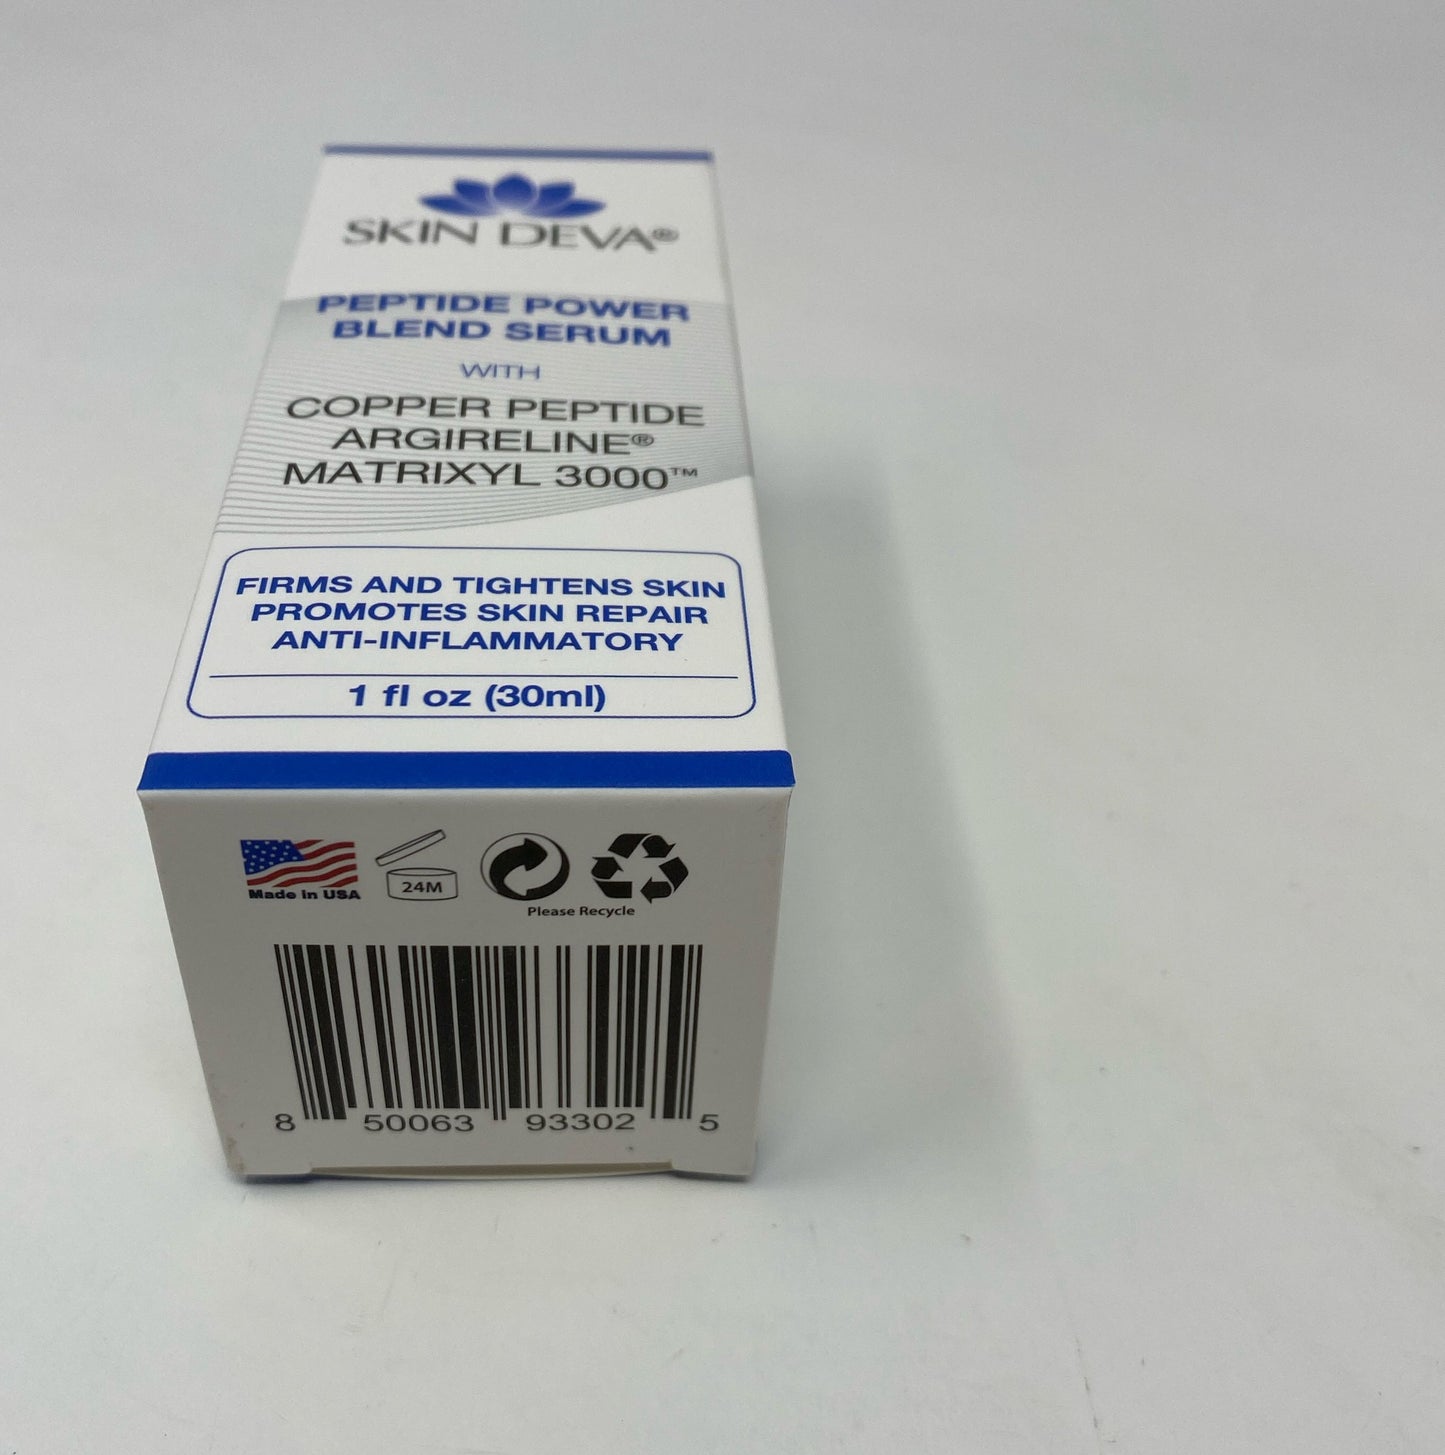 SKIN DEVA®
PEPTIDE POWER
BLEND SERUM
WITH
COPPER PEPTIDE
ARGIRELINE®
MATRIXYL 3000™
FIRMS AND TIGHTENS SKIN
PROMOTES SKIN REPAIR
ANTI-INFLAMMATORY
1 fl oz (30ml)
Made in USA
24M
Please Recycle
8 50063 93302 5